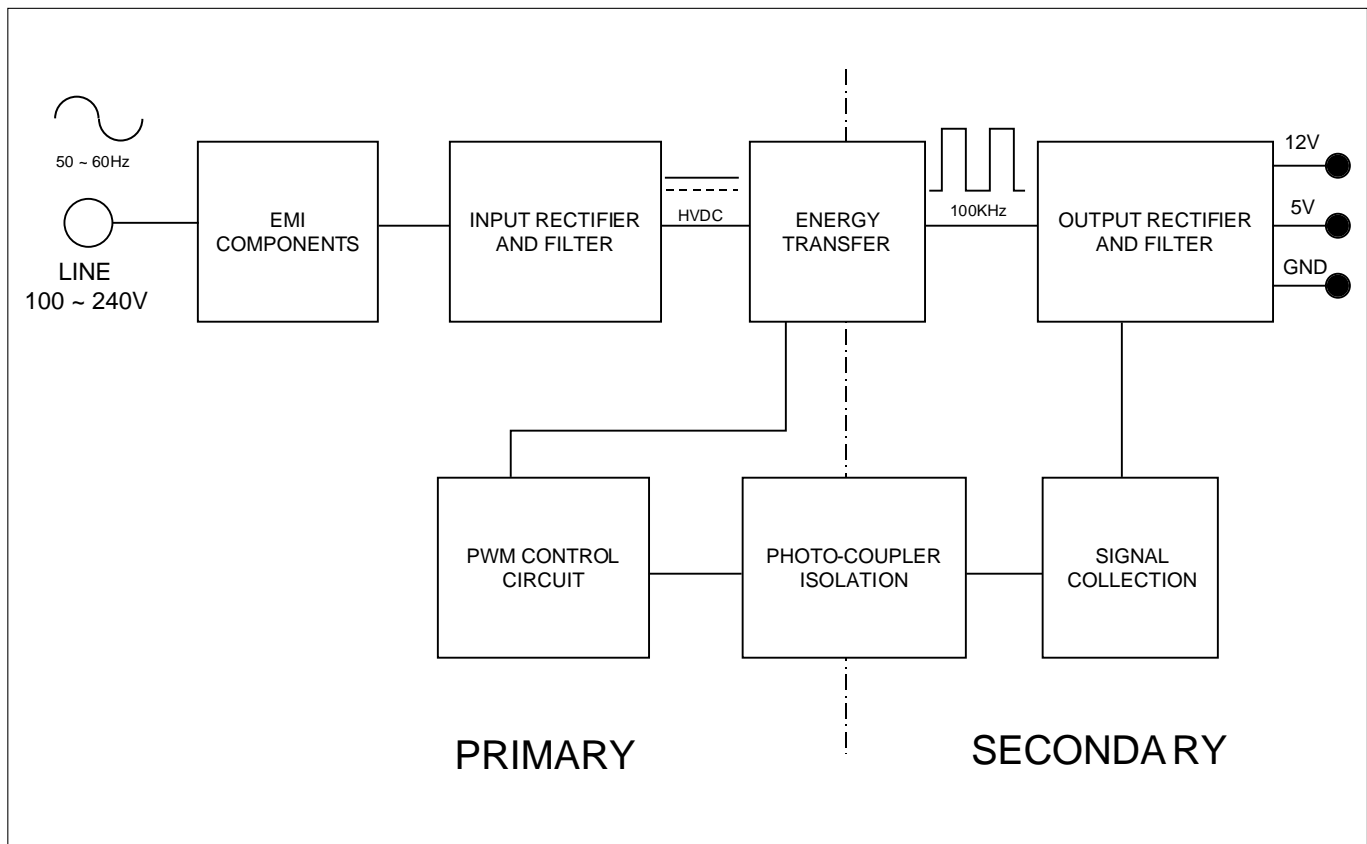 50 ~ 60Hz
LINE
100 ~ 240V
EMI
COMPONENTS
INPUT RECTIFIER
AND FILTER
HVDC
ENERGY
TRANSFER
100KHz
OUTPUT RECTIFIER
AND FILTER
12V
5V
GND
PWM CONTROL
CIRCUIT
PHOTO-COUPLER
ISOLATION
SIGNAL
COLLECTION
PRIMARY
SECONDARY